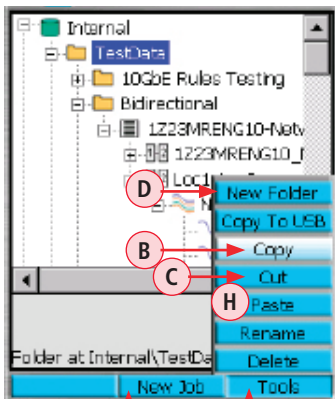 Internal
TestData
10GbE Rules Testing
Bidirectional
1Z23MRENG10-Netw
1Z23MRENG10_
D
New Folder
Copy To USB
B
Copy
C
Cut
H
Paste
Rename
Folder at Internal\TestDa
Delete
New Job
Tools